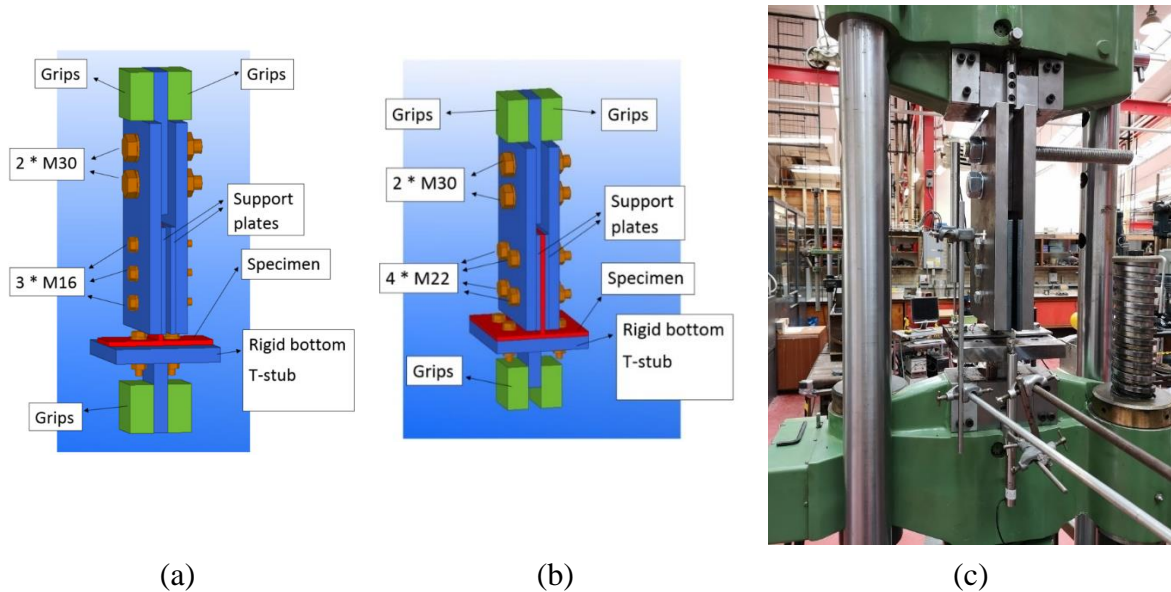 Grips
Grips
2 * M30
Support
plates
3 * M16
Specimen
Rigid bottom
T-stub
Grips
Grips
Grips
2 * M30
Support
plates
4 * M22
Specimen
Rigid bottom
T-stub
Grips
(a)
(b)
(c)